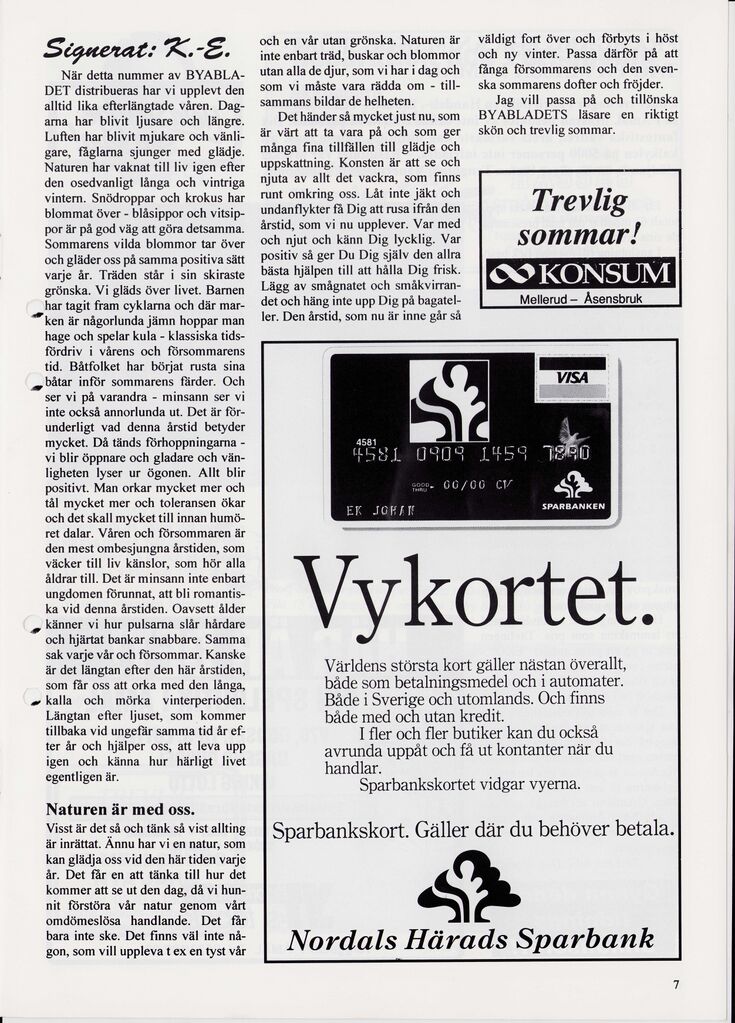 Signerat: K.-E.
När detta nummer av BYABLA-
DET distribueras har vi upplevt den
alltid lika efterlängtade våren. Dag-
arna har blivit ljusare och längre.
Luften har blivit mjukare och vänli-
gare, fåglarna sjunger med glädje.
Naturen har vaknat till liv igen efter
den osedvanligt långa och vintriga
vintern. Snödroppar och krokus har
blommat över - blåsippor och vitsip-
por är på god väg att göra detsamma.
Sommarens vilda blommor tar över
och gläder oss på samma positiva sätt
varje år. Träden står i sin skiraste
grönska. Vi gläds över livet. Barnen
har tagit fram cyklarna och där mar-
ken är någorlunda jämn hoppar man
hage och spelar kula - klassiska tids-
fördriv i vårens och försommarens
tid. Båtfolket har börjat rusta sina
båtar inför sommarens färder. Och
ser vi på varandra - minsann ser vi
inte också annorlunda ut. Det är för-
underligt vad denna årstid betyder
mycket. Då tänds förhoppningarna -
vi blir öppnare och gladare och vän-
ligheten lyser ur ögonen. Allt blir
positivt. Man orkar mycket mer och
tål mycket mer och toleransen ökar
och det skall mycket till innan humö-
ret dalar. Våren och försommaren är
den mest ombesjungna årstiden, som
väcker till liv känslor, som hör alla
åldrar till. Det är minsann inte enbart
ungdomen förunnat, att bli romantis-
ka vid denna årstiden. Oavsett ålder
känner vi hur pulsarna slår hårdare
och hjärtat bankar snabbare. Samma
sak varje vår och försommar. Kanske
är det längtan efter den här årstiden,
som får oss att orka med den långa,
kalla och mörka vinterperioden.
Längtan efter ljuset, som kommer
tillbaka vid ungefär samma tid år ef-
ter år och hjälper oss, att leva upp
igen och känna hur härligt livet
egentligen är.
Naturen är med oss.
Visst är det så och tänk så vist allting
är inrättat. Ännu har vi en natur, som
kan glädja oss vid den här tiden varje
år. Det får en att tänka till hur det
kommer att se ut den dag, då vi hun-
nit förstöra vår natur genom vårt
omdömeslösa handlande. Det får
bara inte ske. Det finns väl inte nå-
gon, som vill uppleva t ex en tyst vår
och en vår utan grönska. Naturen är
inte enbart träd, buskar och blommor
utan alla de djur, som vi har i dag och
som vi måste vara rädda om - till-
sammans bildar de helheten.
Det händer så mycket just nu, som
är värt att ta vara på och som ger
många fina tillfällen till glädje och
uppskattning. Konsten är att se och
njuta av allt det vackra, som finns
runt omkring oss. Låt inte jäkt och
undanflykter få Dig att rusa ifrån den
årstid, som vi nu upplever. Var med
och njut och känn Dig lycklig. Var
positiv så ger Du Dig själv den allra
bästa hjälpen till att hålla Dig frisk.
Lägg av smågnatet och småkvirran-
det och häng inte upp Dig på bagatel-
ler. Den årstid, som nu är inne går så
väldigt fort över och förbyts i höst
och ny vinter. Passa därför på att
fånga försommarens och den sven-
ska sommarens dofter och fröjder.
Jag vill passa på och tillönska
BYABLADETS läsare en riktigt
skön och trevlig sommar.
Trevlig
sommar!
KONSUM
Mellerud – Åsensbruk
VISA
4581
4581 0909 1459 7890
GOOD THRU 00/00 CV
EK JOHAN
SPARBANKEN
Vykortet.
Världens största kort gäller nästan överallt,
både som betalningsmedel och i automater.
Både i Sverige och utomlands. Och finns
både med och utan kredit.
I fler och fler butiker kan du också
avrunda uppåt och få ut kontanter när du
handlar.
Sparbankskortet vidgar vyerna.
Sparbankskort. Gäller där du behöver betala.
Nordals Härads Sparbank
7